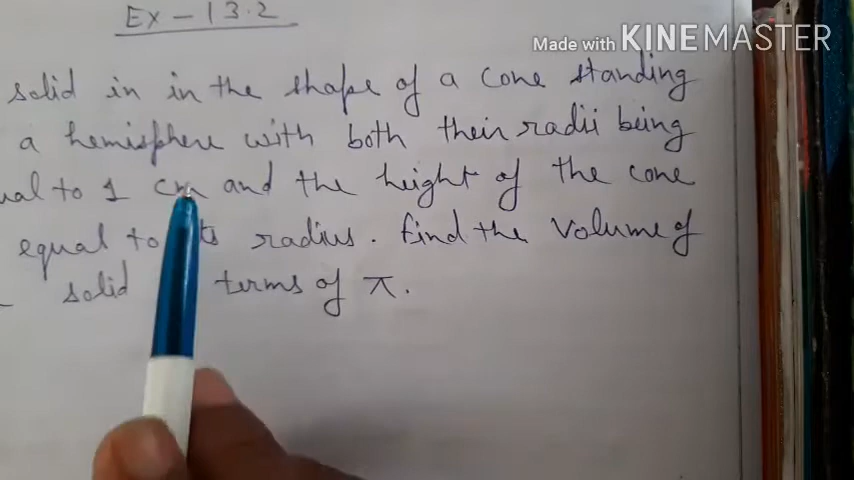 Ex - 13.2
Made with KINEMASTER
solid in in the shape of a cone standing
a hemisphere with both their radii being
ual to 1 cm and the height of the cone
equal to its radius. find the volume of
solid terms of π.